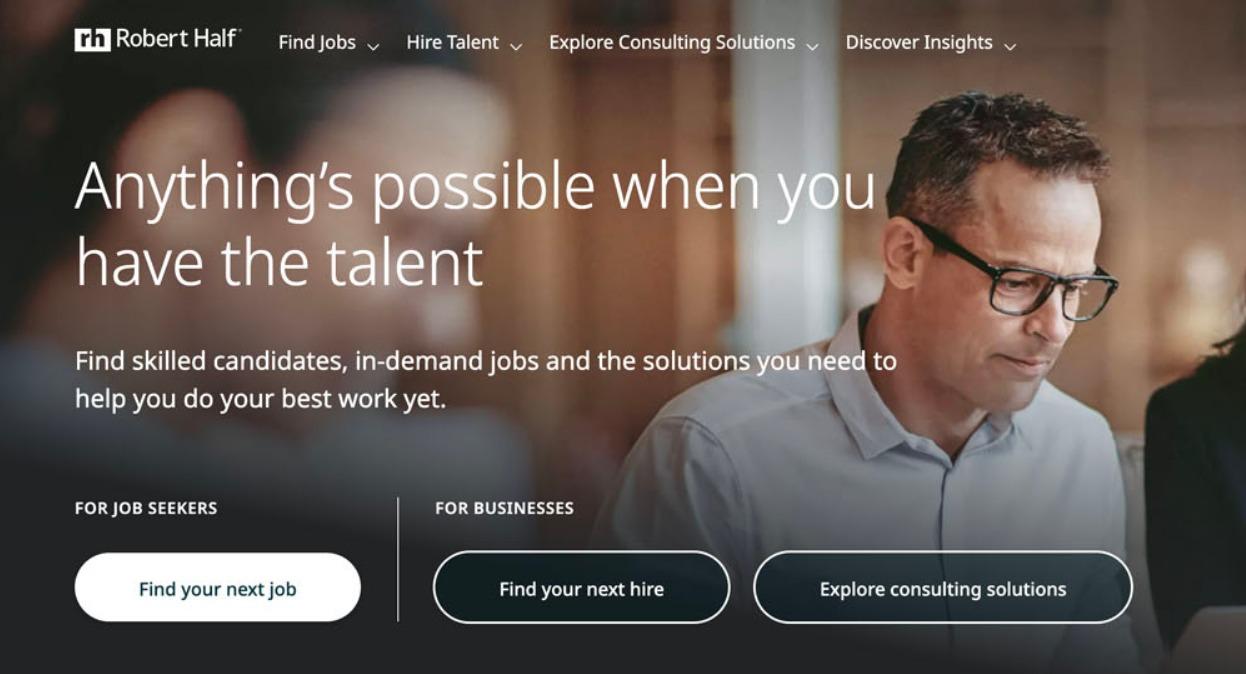 rh Robert Half
Find Jobs
Hire Talent
Explore Consulting Solutions
Discover Insights
Anything’s possible when you
have the talent
Find skilled candidates, in-demand jobs and the solutions you need to
help you do your best work yet.
FOR JOB SEEKERS
Find your next job
FOR BUSINESSES
Find your next hire
Explore consulting solutions